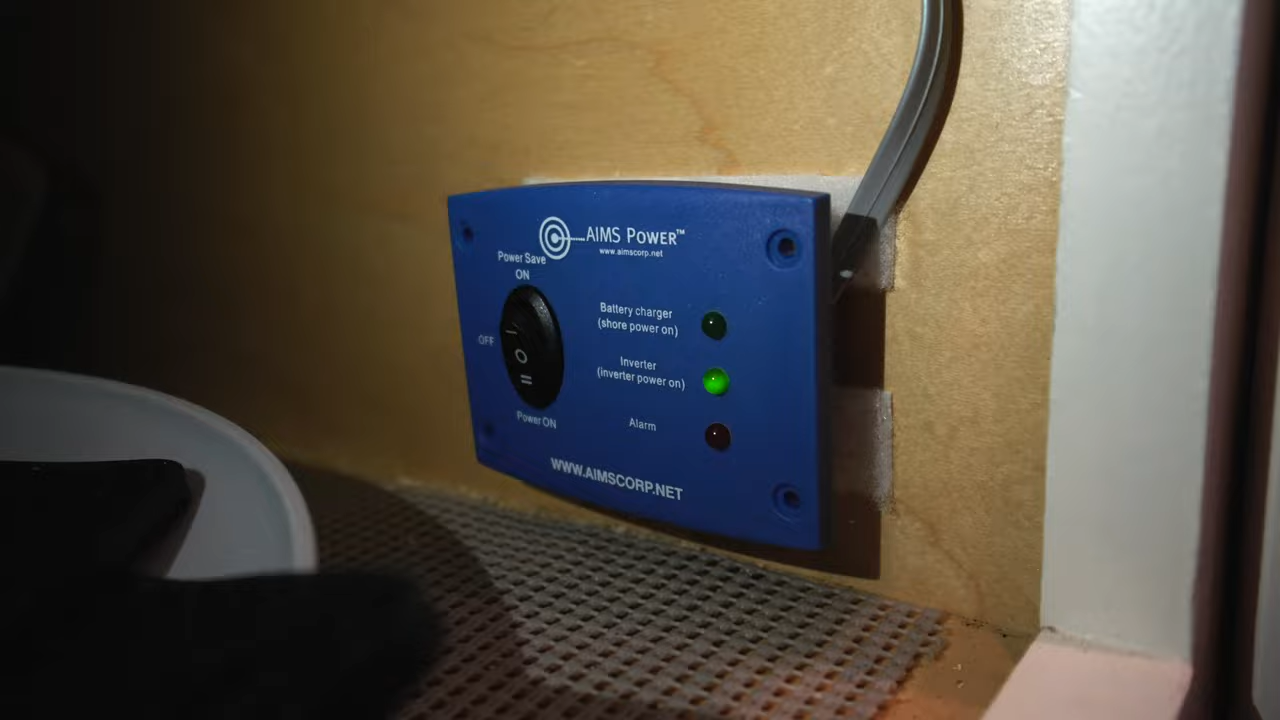 AIMS POWER™
www.aimscorp.net
Power Save
ON
OFF
Power ON
Battery charger
(shore power on)
Inverter
(inverter power on)
Alarm
WWW.AIMSCORP.NET